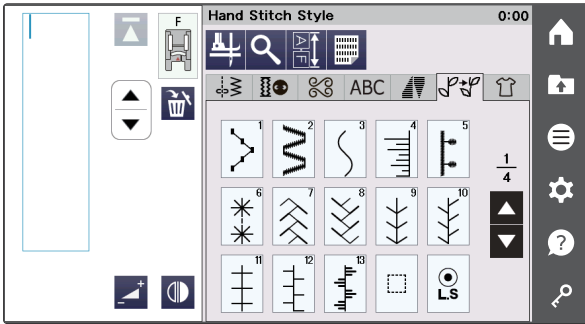 Hand Stitch Style 0:00
F
A F
ABC
1 2 3 4 5
1
4
6 7 8 9 10
11 12 13
L.S
?